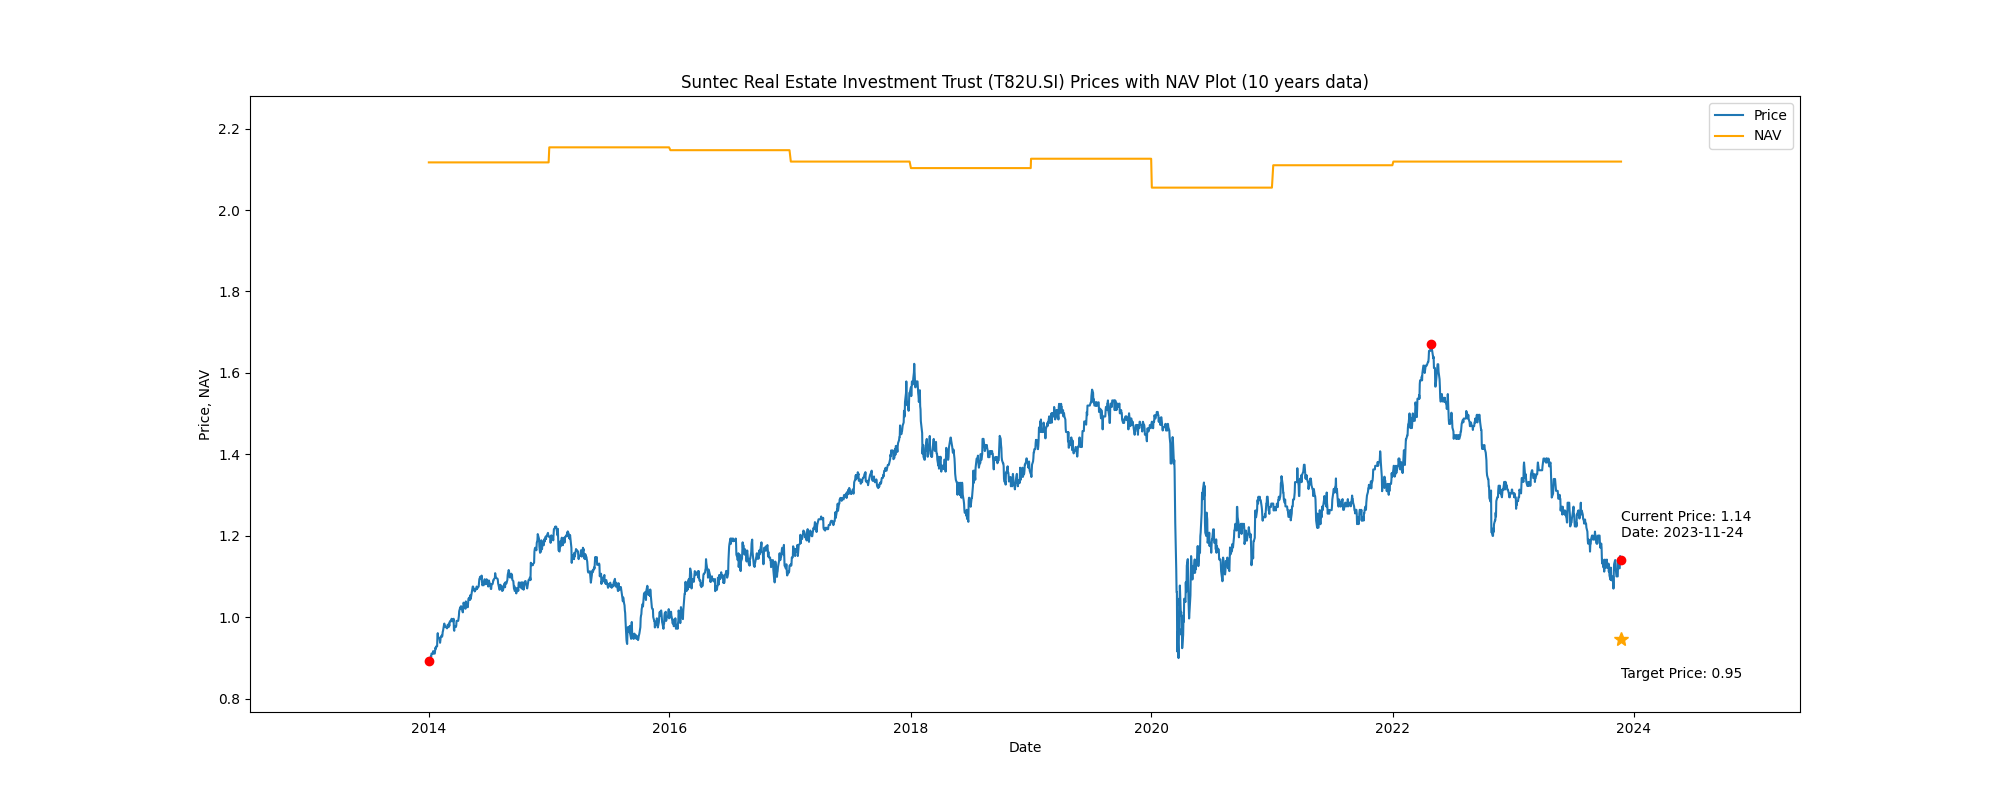 Suntec Real Estate Investment Trust (T82U.SI) Prices with NAV Plot (10 years data)
Price
NAV
2.2
2.0
1.8
1.6
1.4
1.2
1.0
0.8
Price, NAV
Current Price: 1.14
Date: 2023-11-24
Target Price: 0.95
2014
2016
2018
2020
2022
2024
Date